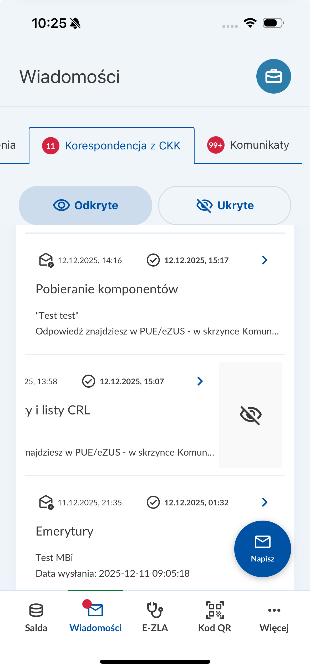 10:25
Wiadomości
nia
11 Korespondencja z CKK
99+ Komunikaty
Odkryte
Ukryte
12.12.2025, 14:16 12.12.2025, 15:17
Pobieranie komponentów
"Test test"
Odpowiedź znajdziesz w PUE/eZUS - w skrzynce Komun...
25, 13:58 12.12.2025, 15:07
y i listy CRL
najdziesz w PUE/eZUS - w skrzynce Komun...
11.12.2025, 21:35 12.12.2025, 01:32
Emerytury
Test MBi
Data wysłania: 2025-12-11 09:05:18
Napisz
Salda
Wiadomości
E-ZLA
Kod QR
Więcej